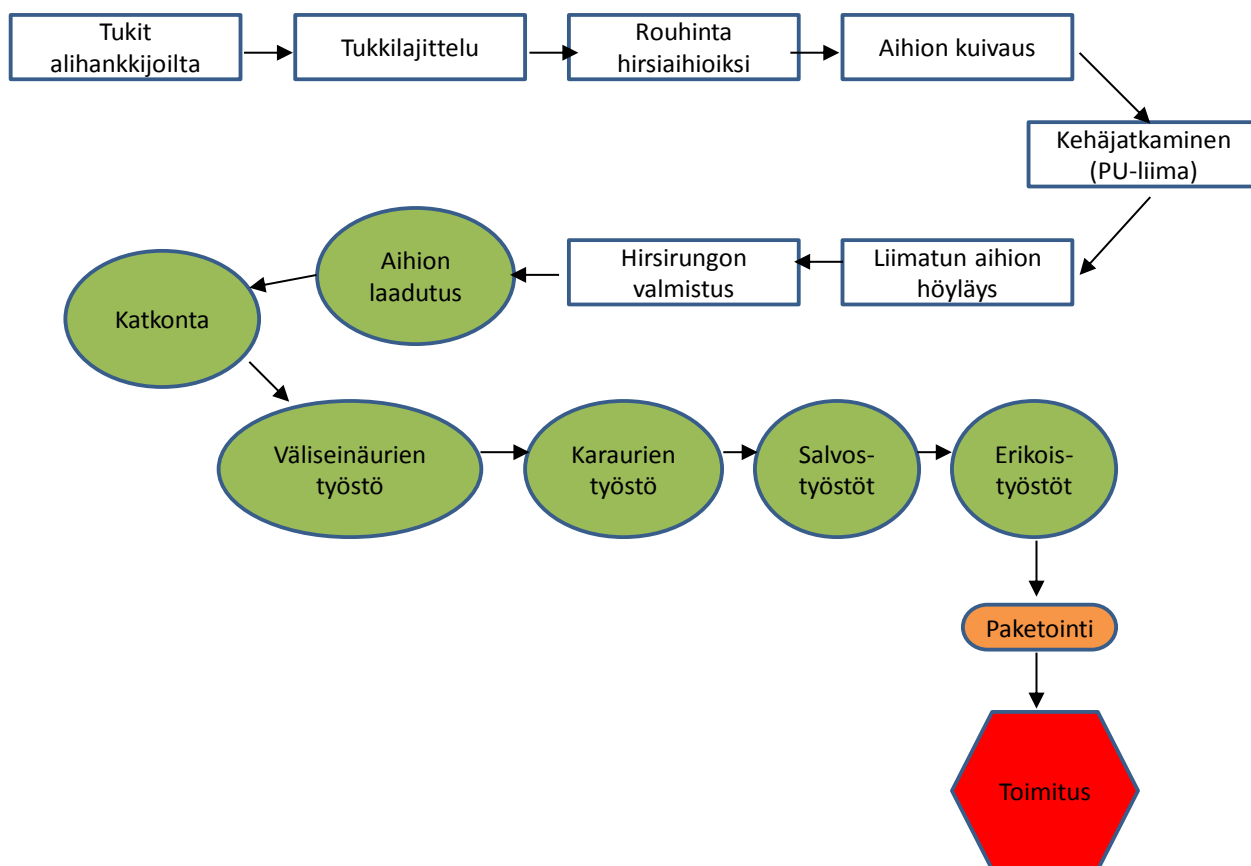 Tukit
alihankkijoilta
Tukkilajittelu
Rouhinta
hirsiaihioiksi
Aihion kuivaus
Kehäjatkaminen
(PU-liima)
Liimatun aihion
höyläys
Hirsirungon
valmistus
Aihion
laadutus
Katkonta
Väliseinäurien
työstö
Karaurien
työstö
Salvos-
työstöt
Erikois-
työstöt
Paketointi
Toimitus